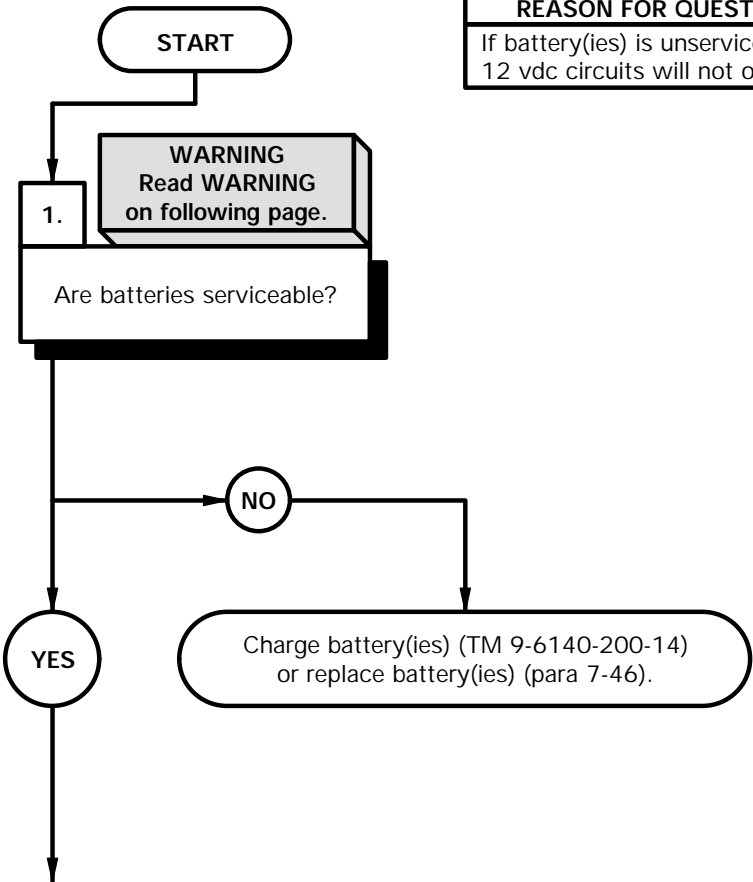 START
REASON FOR
If battery(ies) is
12 vdc circuits will not
WARNING
Read WARNING
on following page.
1.
Are batteries serviceable?
NO
YES
Charge battery(ies) (TM 9-6140-200-14)
or replace battery(ies) (para 7-46).